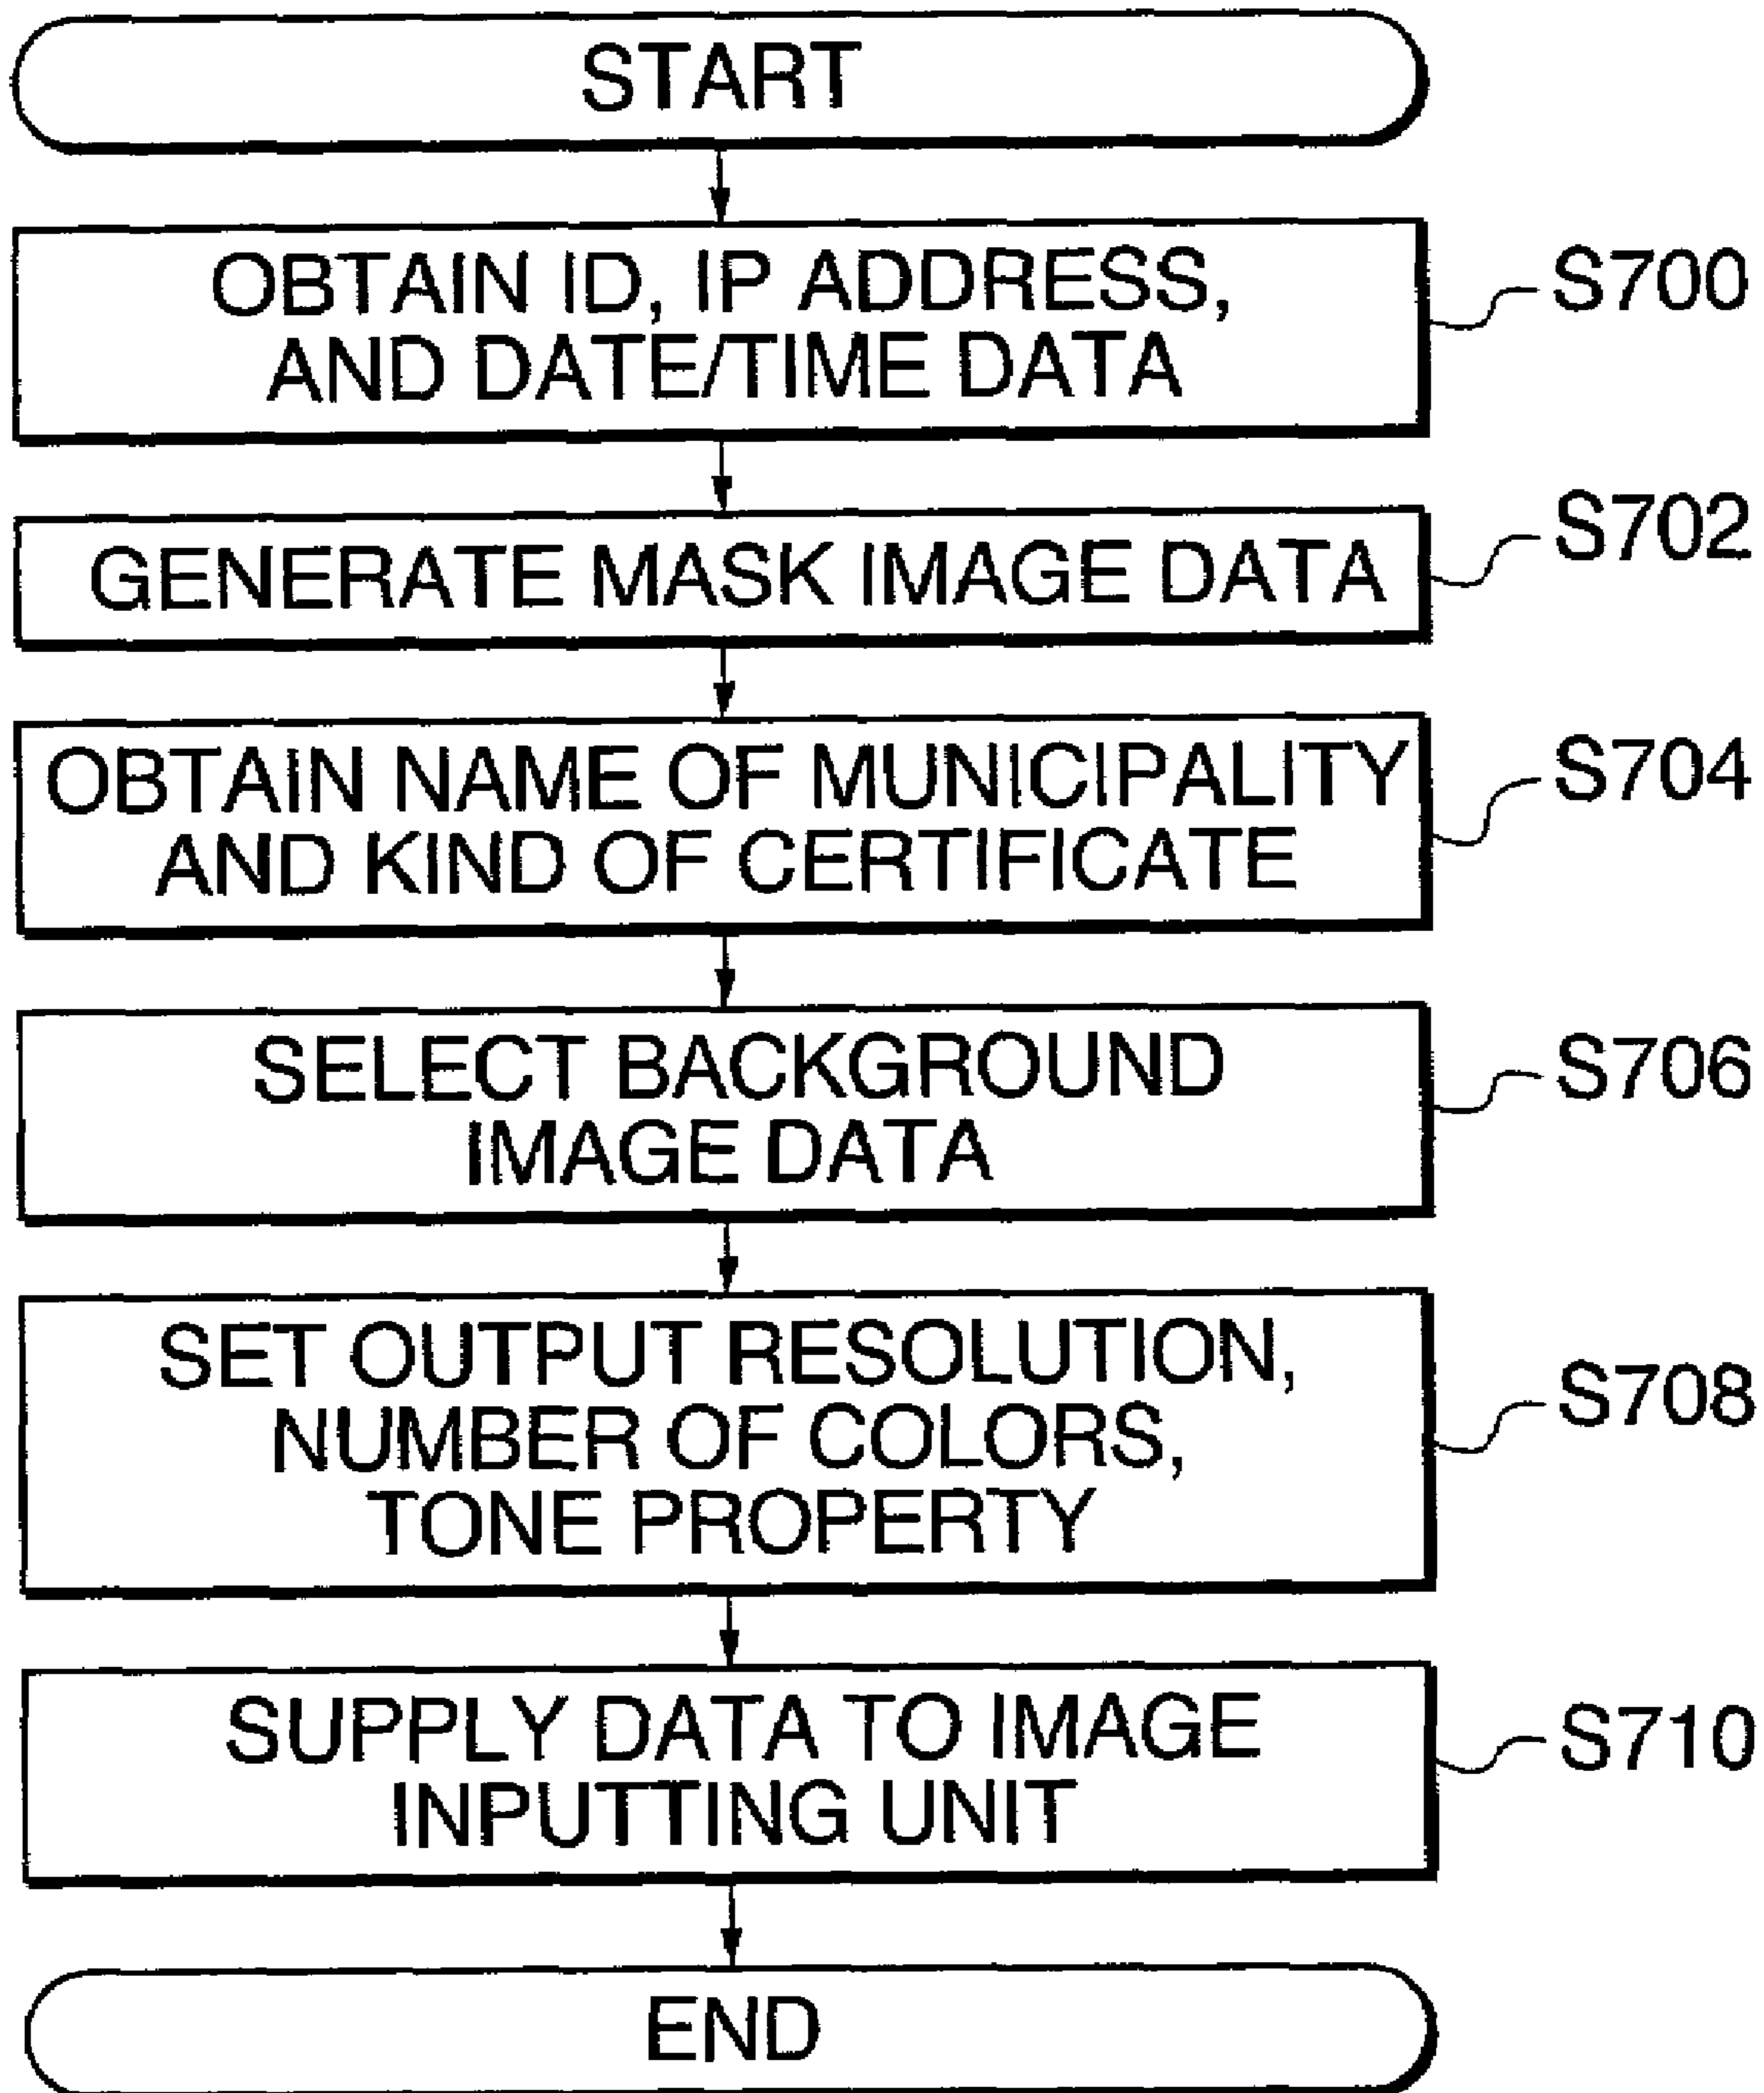 START
OBTAIN ID, IP ADDRESS,
AND DATE/TIME DATA
S700
GENERATE MASK IMAGE DATA
S702
OBTAIN NAME OF MUNICIPALITY
AND KIND OF CERTIFICATE
S704
SELECT BACKGROUND
IMAGE DATA
S706
SET OUTPUT RESOLUTION,
NUMBER OF COLORS,
TONE PROPERTY
S708
SUPPLY DATA TO IMAGE
INPUTTING UNIT
S710
END